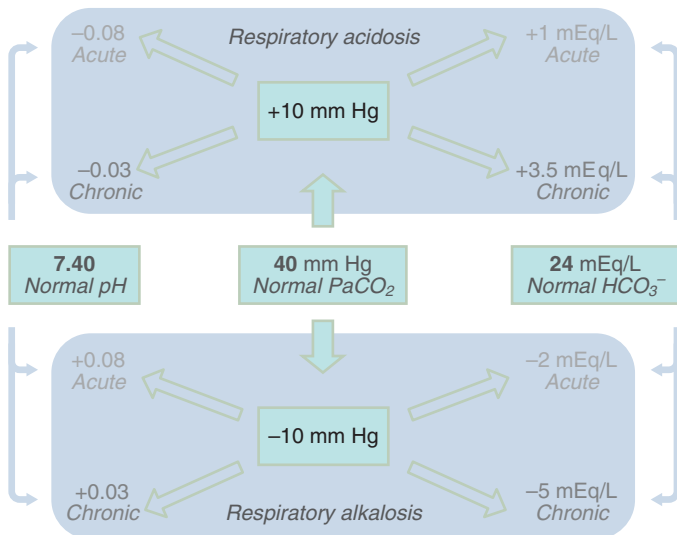 –0.08
Acute
Respiratory acidosis
+1 mEq/L
Acute
+10 mm Hg
–0.03
Chronic
+3.5 mEq/L
Chronic
7.40
Normal pH
40 mm Hg
Normal PaCO₂
24 mEq/L
Normal HCO₃⁻
+0.08
Acute
–2 mEq/L
Acute
–10 mm Hg
+0.03
Chronic
Respiratory alkalosis
–5 mEq/L
Chronic